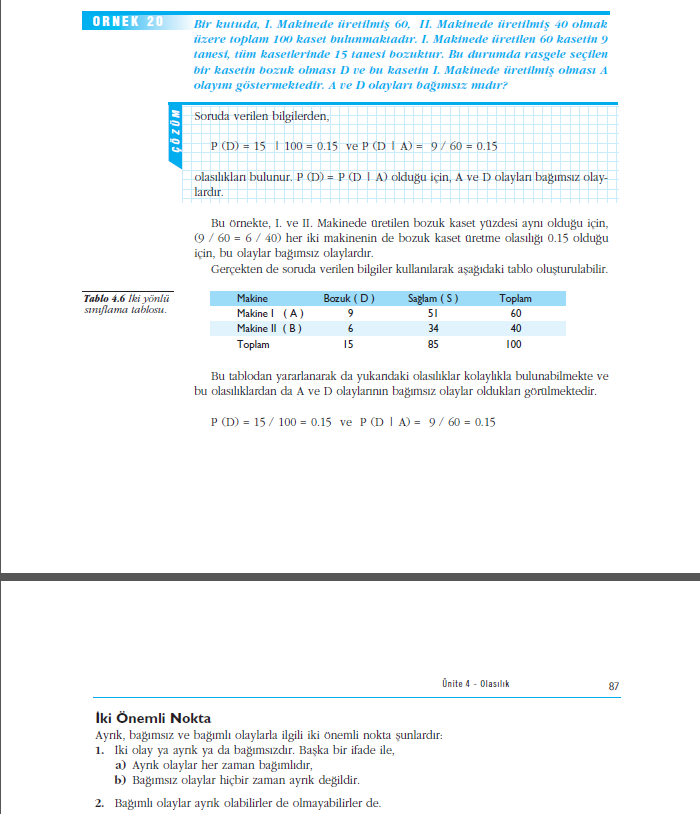 ORNEK 20
Bir kutuda, I. Makinede üretilmiş 60, II. Makinede üretilmiş 40 olmak
üzere toplam 100 kaset bulunmaktadır. I. Makinede üretilen 60 kasetin 9
tanesi, tüm kasetlerinde 15 tanesi bozuktur. Bu durumda rasgele seçilen
bir kasetin bozuk olması D ve bu kasetin I. Makinede üretilmiş olması A
olayını göstermektedir. A ve D olayları bağımsız mıdır?
ÇÖZÜM
Soruda verilen bilgilerden,
P (D) = 15 | 100 = 0.15 ve P (D | A) = 9 / 60 = 0.15
olasılıkları bulunur. P (D) = P (D | A) olduğu için, A ve D olayları bağımsız olay-
lardır.
Bu örnekte, I. ve II. Makinede üretilen bozuk kaset yüzdesi aynı olduğu için,
(9 / 60 = 6 / 40) her iki makinenin de bozuk kaset üretme olasılığı 0.15 olduğu
için, bu olaylar bağımsız olaylardır.
Gerçekten de soruda verilen bilgiler kullanılarak aşağıdaki tablo oluşturulabilir.
Tablo 4.6 İki yönlü
sınıflama tablosu.
Makine Bozuk ( D ) Sağlam ( S ) Toplam
Makine I ( A ) 9 51 60
Makine II ( B ) 6 34 40
Toplam 15 85 100
Bu tablodan yararlanarak da yukarıdaki olasılıklar kolaylıkla bulunabilmekte ve
bu olasılıklardan da A ve D olaylarının bağımsız olaylar oldukları görülmektedir.
P (D) = 15 / 100 = 0.15 ve P (D | A) = 9 / 60 = 0.15
Ünite 4 - Olasılık 87
İki Önemli Nokta
Ayrık, bağımsız ve bağımlı olaylarla ilgili iki önemli nokta şunlardır:
1. İki olay ya ayrık ya da bağımsızdır. Başka bir ifade ile,
a) Ayrık olaylar her zaman bağımlıdır,
b) Bağımsız olaylar hiçbir zaman ayrık değildir.
2. Bağımlı olaylar ayrık olabilirler de olmayabilirler de.